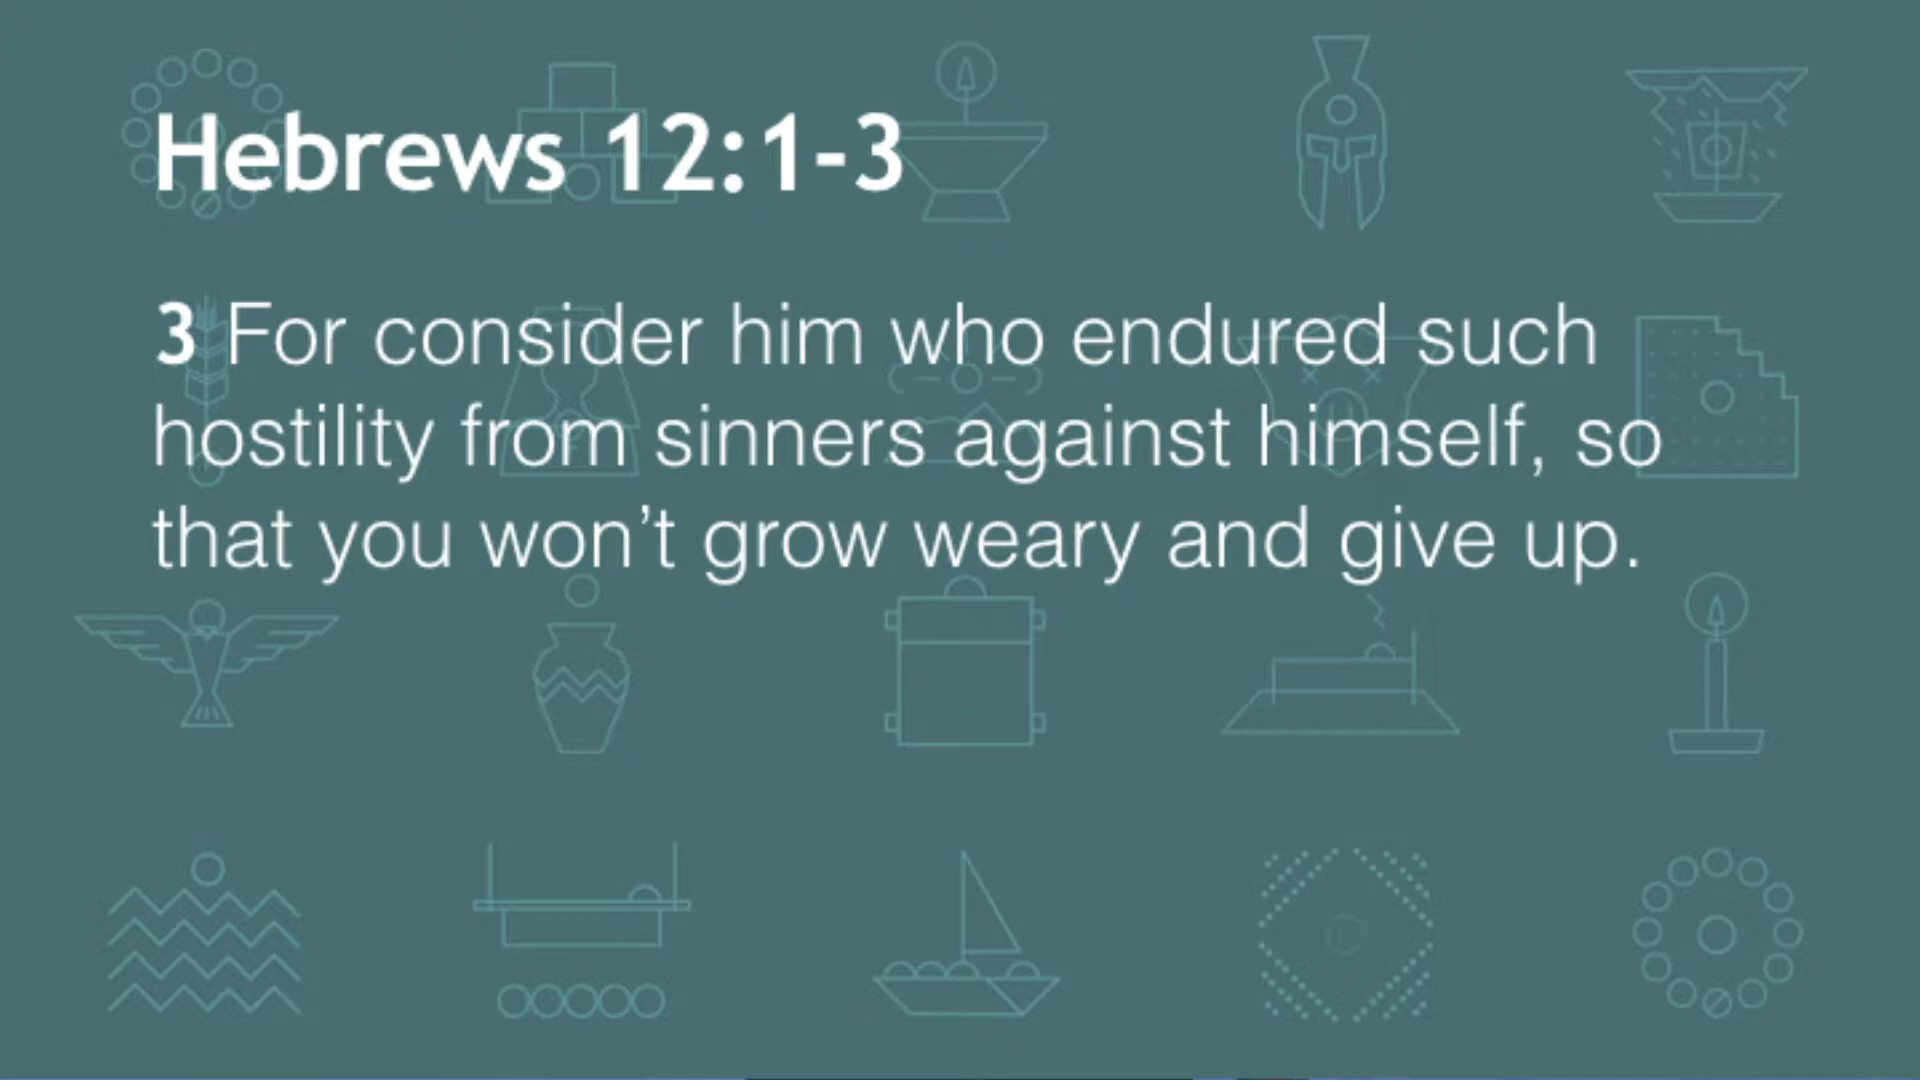 Hebrews 12:1-3
3 For consider him who endured such
hostility from sinners against himself, so
that you won’t grow weary and give up.